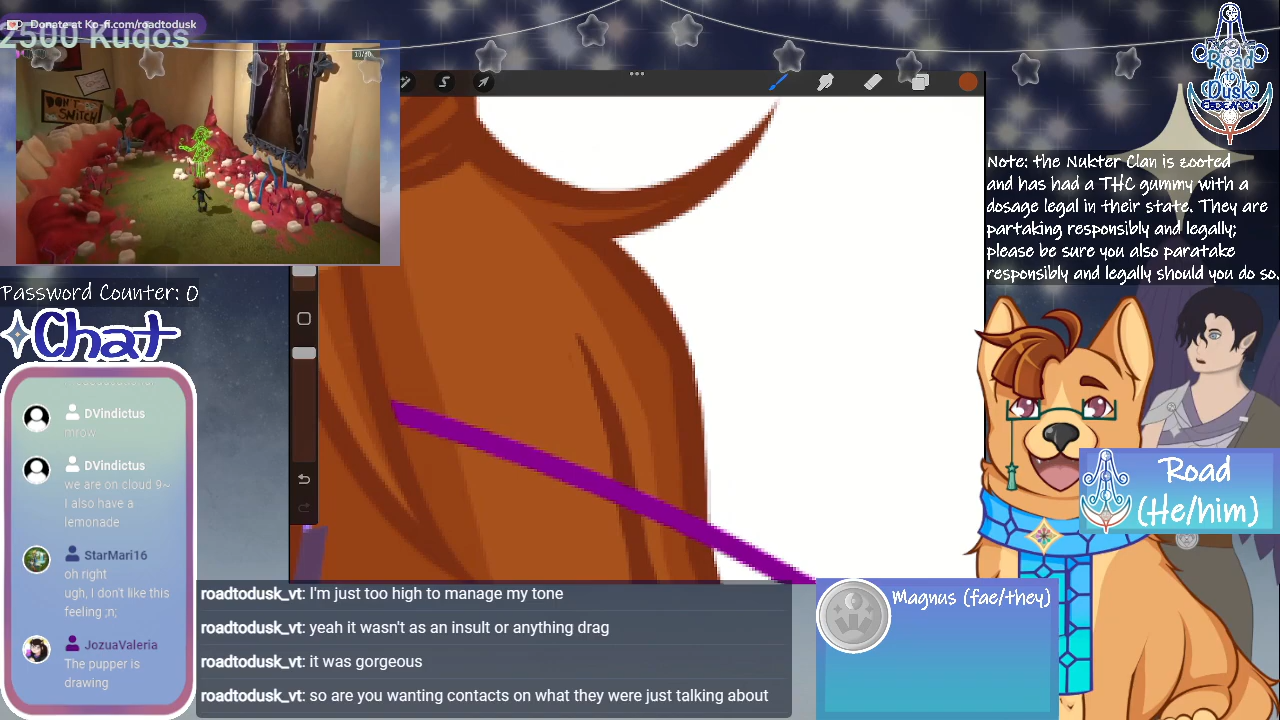 Donate at Ko-fi.com/roadtodusk
2500 Kudos
DON'T
SNITCH
Road
to
Dusk
Note: the Nukter Clan is zooted
and has had a THC gummy with a
dosage legal in their state. They are
partaking responsibly and legally;
please be sure you also paratake
responsibly and legally should you do so.
Password Counter: 0
Chat
DVindictus
mrow
DVindictus
we are on cloud 9~
I also have a
lemonade
StarMari16
oh right
ugh, I don't like this
feeling ;n;
JozuaValeria
The pupper is
drawing
roadtodusk_vt: I'm just too high to manage my tone
roadtodusk_vt: yeah it wasn't as an insult or anything drag
roadtodusk_vt: it was gorgeous
roadtodusk_vt: so are you wanting contacts on what they were just talking about
Road
(He/him)
Magnus (fae/they)